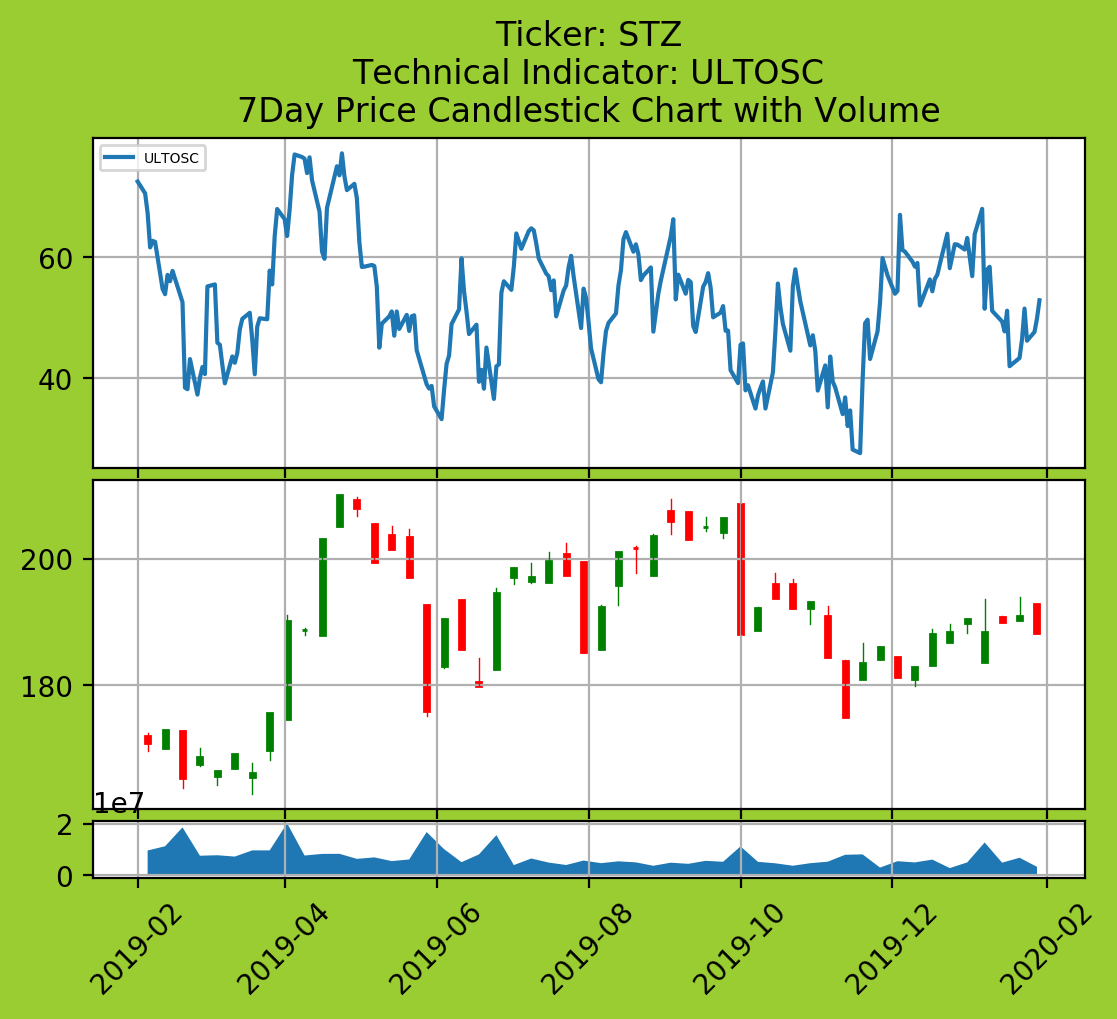 Ticker: STZ
Technical Indicator: ULTOSC
7Day Price Candlestick Chart with Volume
ULTOSC
60
40
200
180
1e7
2
0
2019-02
2019-04
2019-06
2019-08
2019-10
2019-12
2020-02